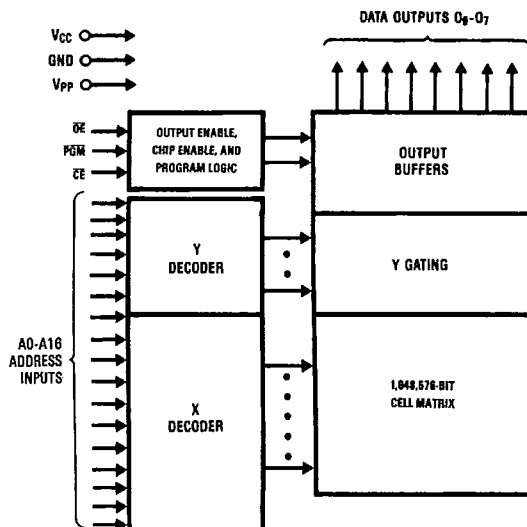 DATA OUTPUTS O₀-O₇
VCC
GND
VPP
OE
PGM
CE
OUTPUT ENABLE,
CHIP ENABLE, AND
PROGRAM LOGIC
OUTPUT
BUFFERS
Y
DECODER
Y GATING
A0-A16
ADDRESS
INPUTS
X
DECODER
1,048,576-BIT
CELL MATRIX